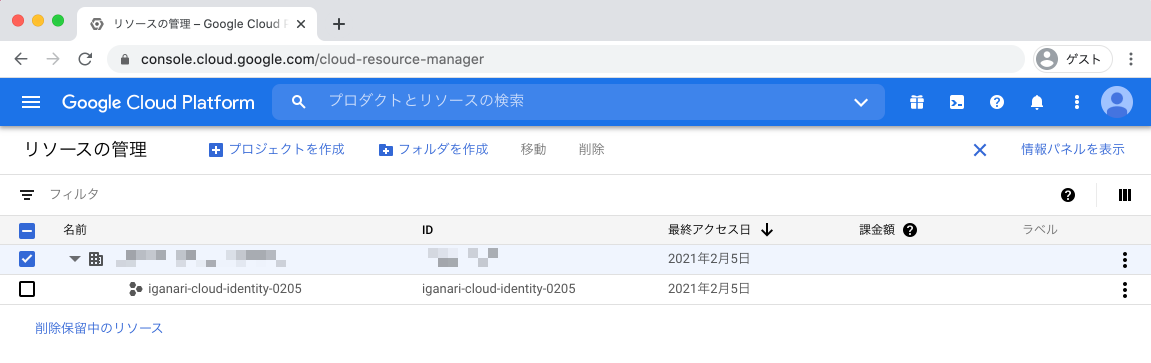 リソースの管理 – Google Cloud P
console.cloud.google.com/cloud-resource-manager
ゲスト
Google Cloud Platform
プロダクトとリソースの検索
リソースの管理
プロジェクトを作成
フォルダを作成
移動
削除
情報パネルを表示
フィルタ
名前
ID
最終アクセス日
課金額
ラベル
2021年2月5日
iganari-cloud-identity-0205
iganari-cloud-identity-0205
2021年2月5日
削除保留中のリソース